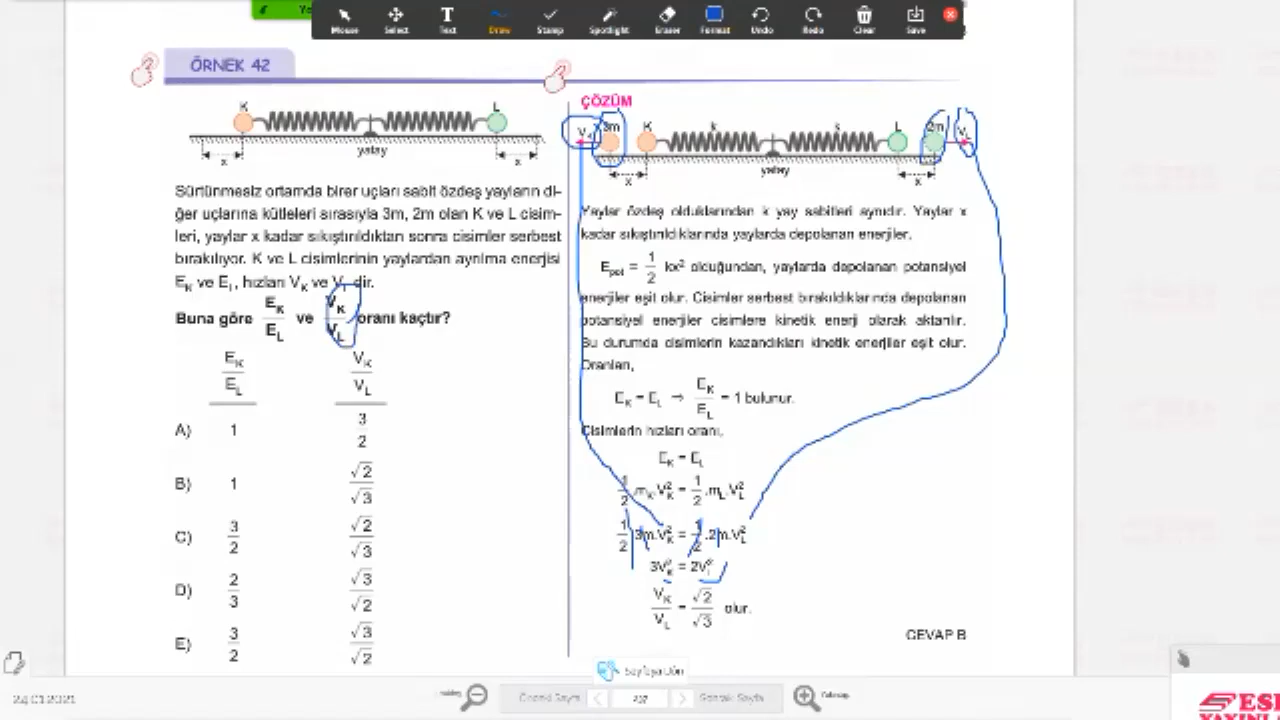 Mouse Select Text Draw Stamp Spotlight Eraser Format Undo Redo Clear Save
ÖRNEK 42
K L
yatay
x x
Sürtünmesiz ortamda birer uçları sabit özdeş yayların di-
ğer uçlarına kütleleri sırasıyla 3m, 2m olan K ve L cisim-
leri, yaylar x kadar sıkıştırıldıktan sonra cisimler serbest
bırakılıyor. K ve L cisimlerinin yaylardan ayrılma enerjisi
E_K ve E_L, hızları V_K ve V_L dir.
Buna göre E_K/E_L ve V_K/V_L oranı kaçtır?
E_K/E_L V_K/V_L
A) 1 3/2
B) 1 √2/√3
C) 3/2 √2/√3
D) 2/3 √3/√2
E) 3/2 √3/√2
ÇÖZÜM
3m K k k L 2m
yatay
x x
Yaylar özdeş olduklarından k yay sabitleri aynıdır. Yaylar x
kadar sıkıştırıldıklarında yaylarda depolanan enerjiler,
E_pot = 1/2 kx² olduğundan, yaylarda depolanan potansiyel
enerjiler eşit olur. Cisimler serbest bırakıldıklarında depolanan
potansiyel enerjiler cisimlere kinetik enerji olarak aktarılır.
Bu durumda cisimlerin kazandıkları kinetik enerjiler eşit olur.
Oranları,
E_K = E_L ⇒ E_K/E_L = 1 bulunur.
Cisimlerin hızları oranı,
E_K = E_L
1/2 .m_K.V_K² = 1/2 .m_L.V_L²
1/2 3m.V_K² = 1/2 .2m.V_L²
3V_K² = 2V_L²
V_K/V_L = √2/√3 olur.
CEVAP B
Sayfaya Dön
Önceki Sayfa Sonraki Sayfa
24.01.2021